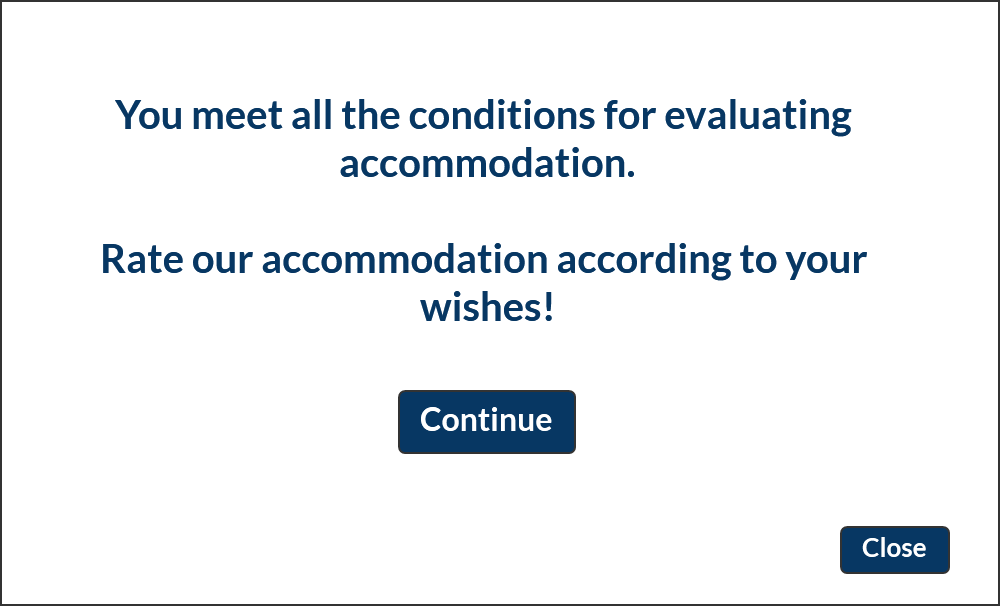 You meet all the conditions for evaluating
accommodation.
Rate our accommodation according to your
wishes!
Continue
Close